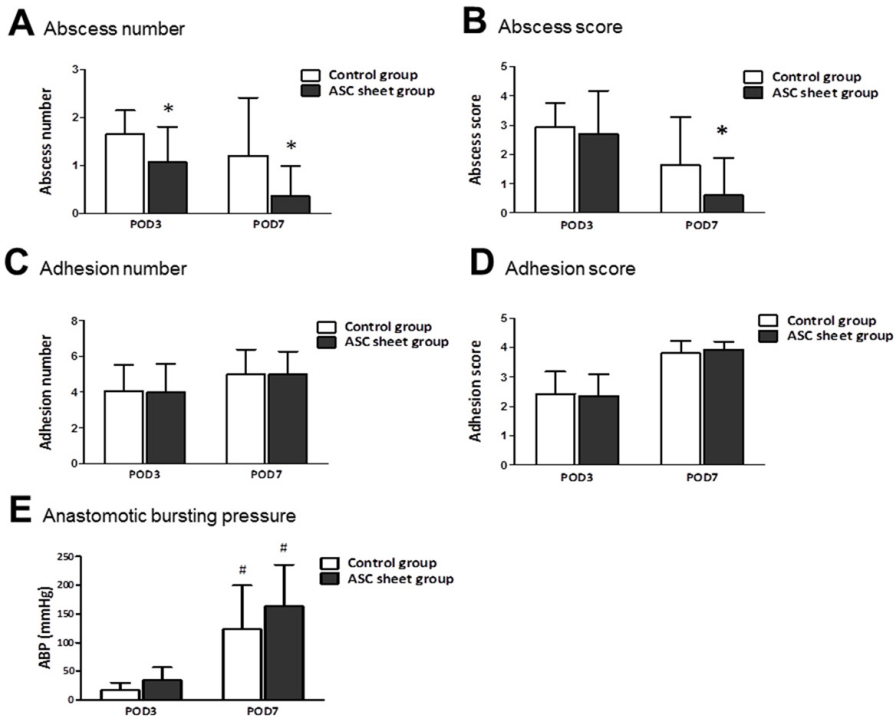 A Abscess number
Abscess number
3
2
1
0
*
*
POD3
POD7
Control group
ASC sheet group
B Abscess score
Abscess score
5
4
3
2
1
0
*
POD3
POD7
Control group
ASC sheet group
C Adhesion number
Adhesion number
8
6
4
2
0
POD3
POD7
Control group
ASC sheet group
D Adhesion score
Adhesion score
5
4
3
2
1
0
POD3
POD7
Control group
ASC sheet group
E Anastomotic bursting pressure
ABP (mmHg)
250
200
150
100
50
0
#
#
POD3
POD7
Control group
ASC sheet group